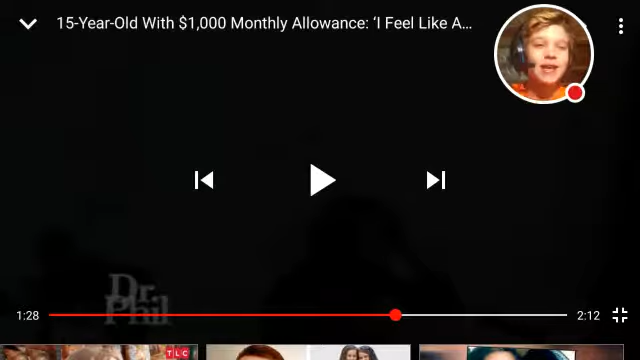 15-Year-Old With $1,000 Monthly Allowance: ‘I Feel Like A...
Dr.
Phil
1:28
2:12
TLC